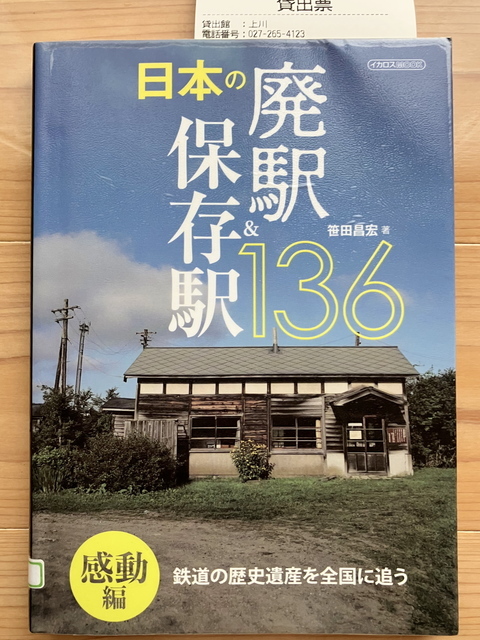 貸出票
貸出館　：上川
電話番号：027-265-4123
イカロスMOOK
日本の
廃駅
&
保存駅
136
笹田昌宏 著
感動
編
鉄道の歴史遺産を全国に追う